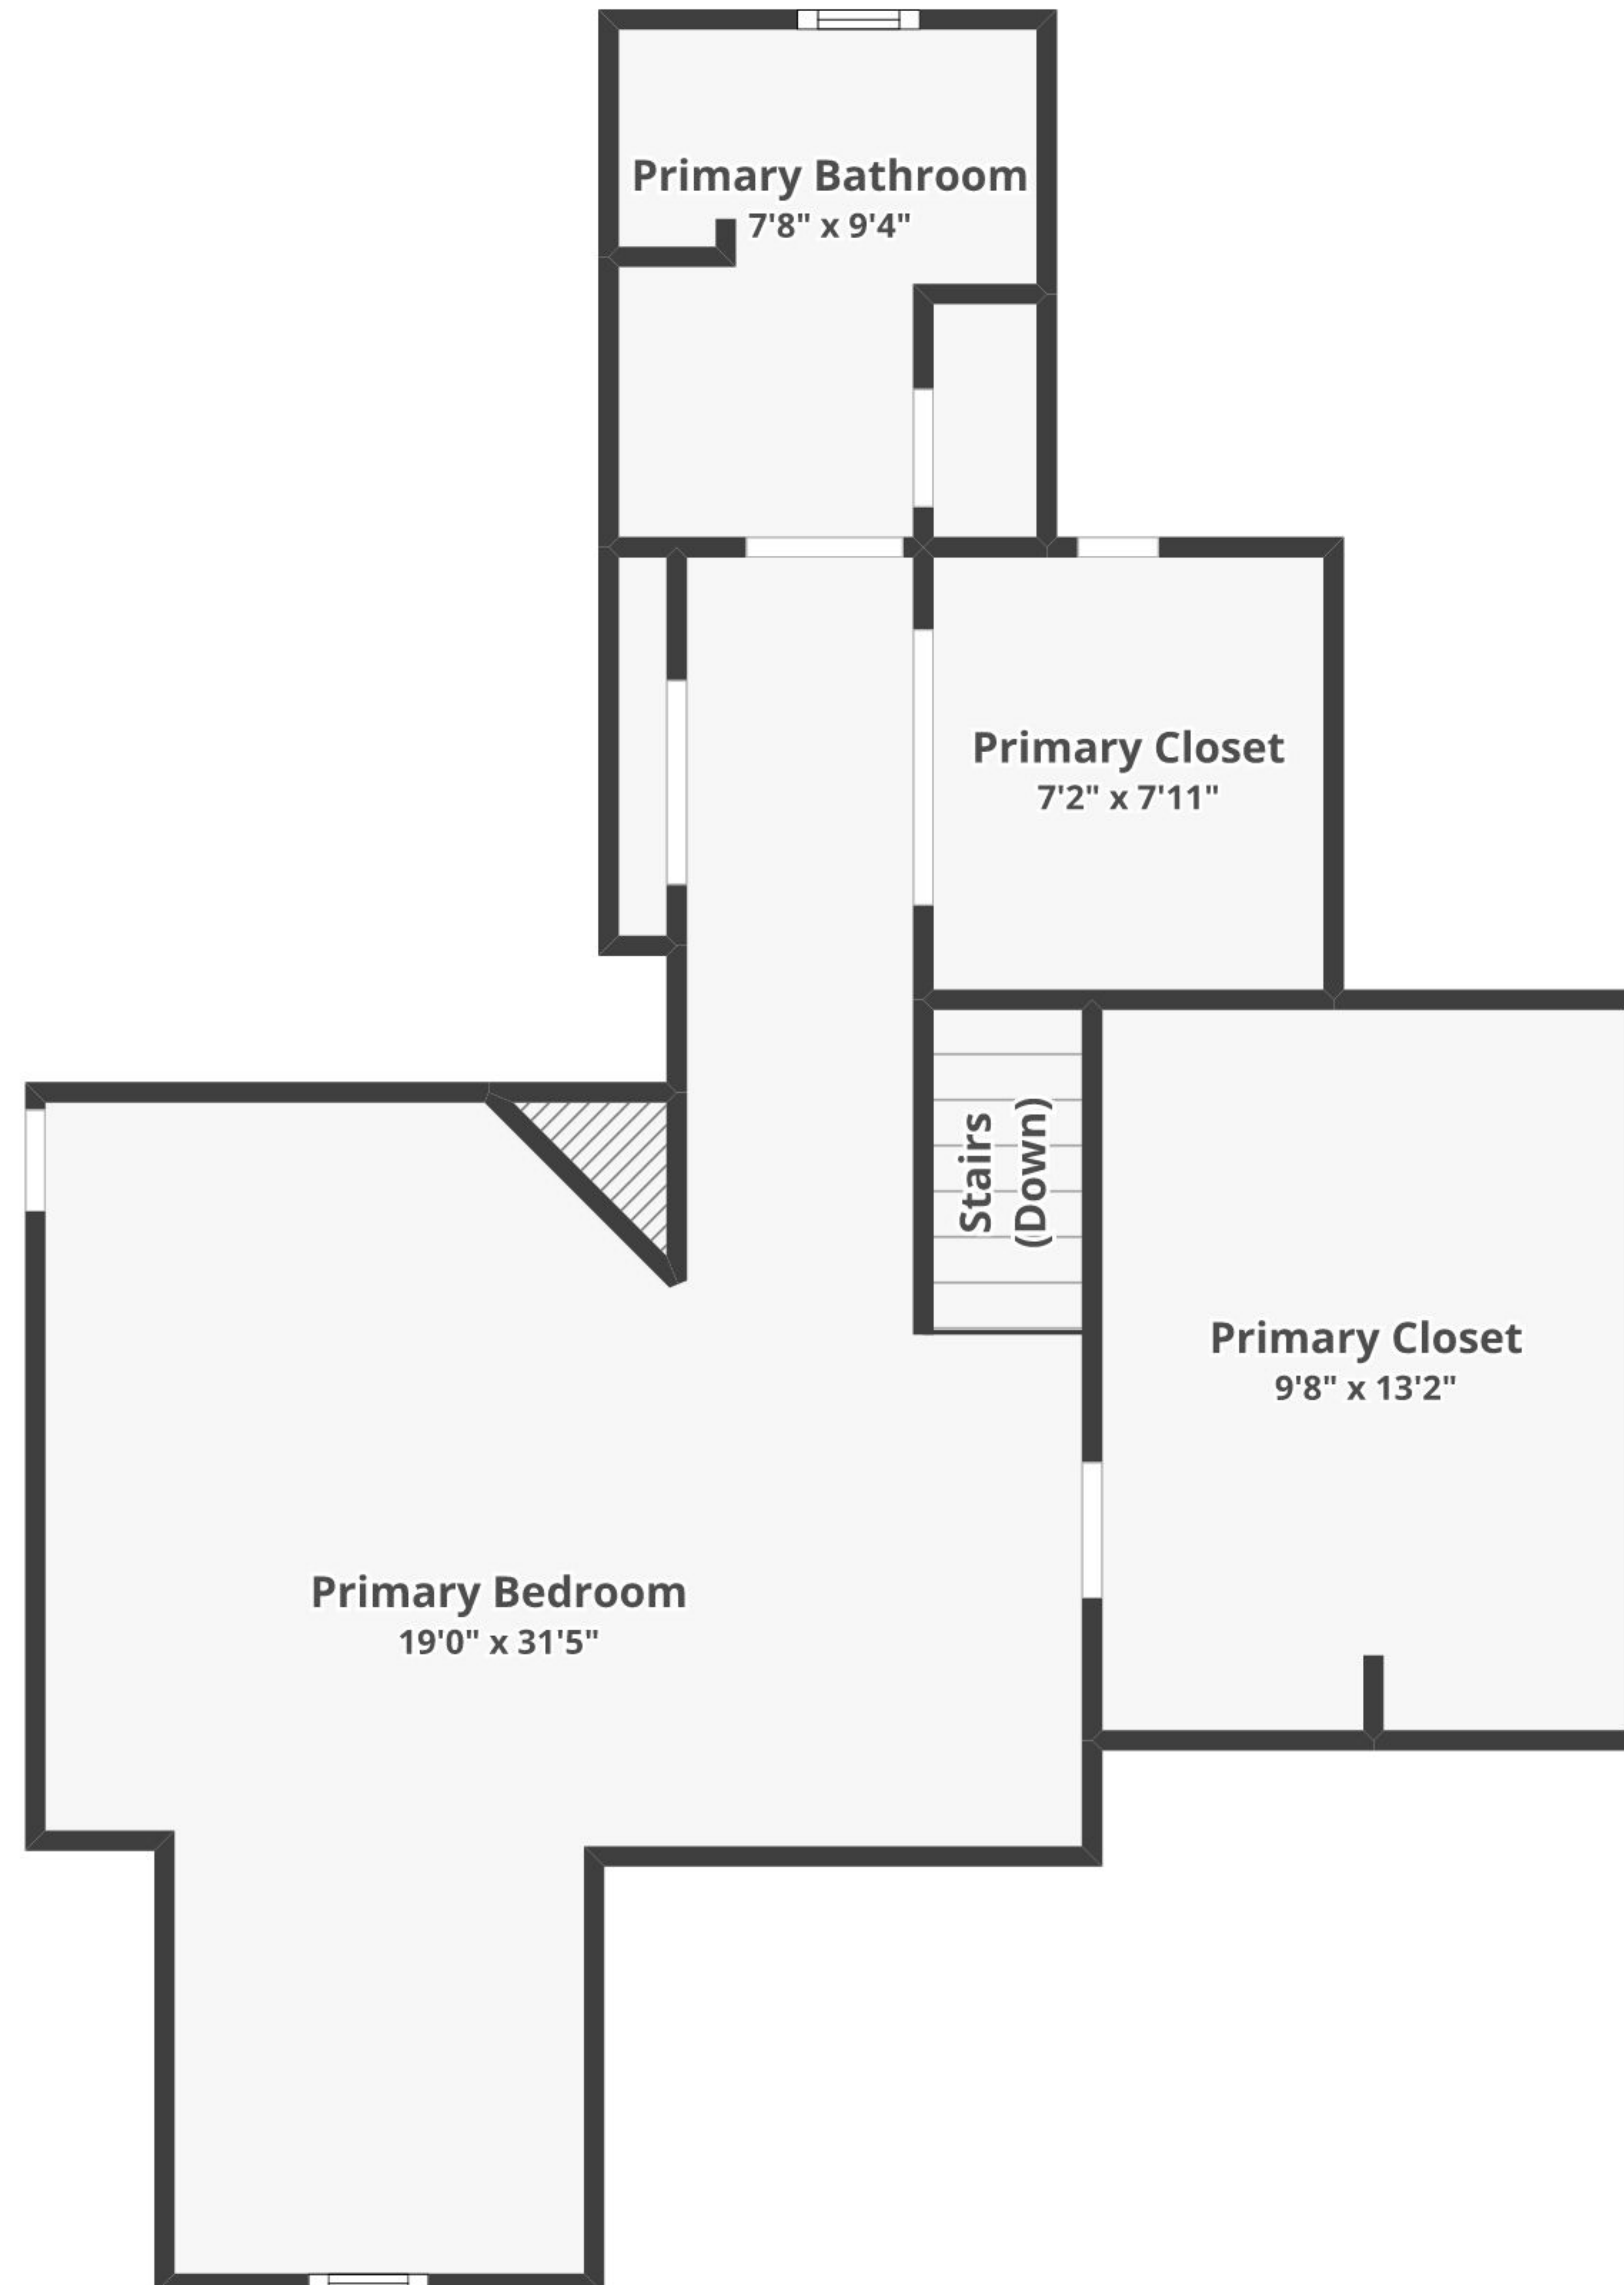 Primary Bathroom
7'8" x 9'4"
Primary Closet
7'2" x 7'11"
Stairs
(Down)
Primary Closet
9'8" x 13'2"
Primary Bedroom
19'0" x 31'5"